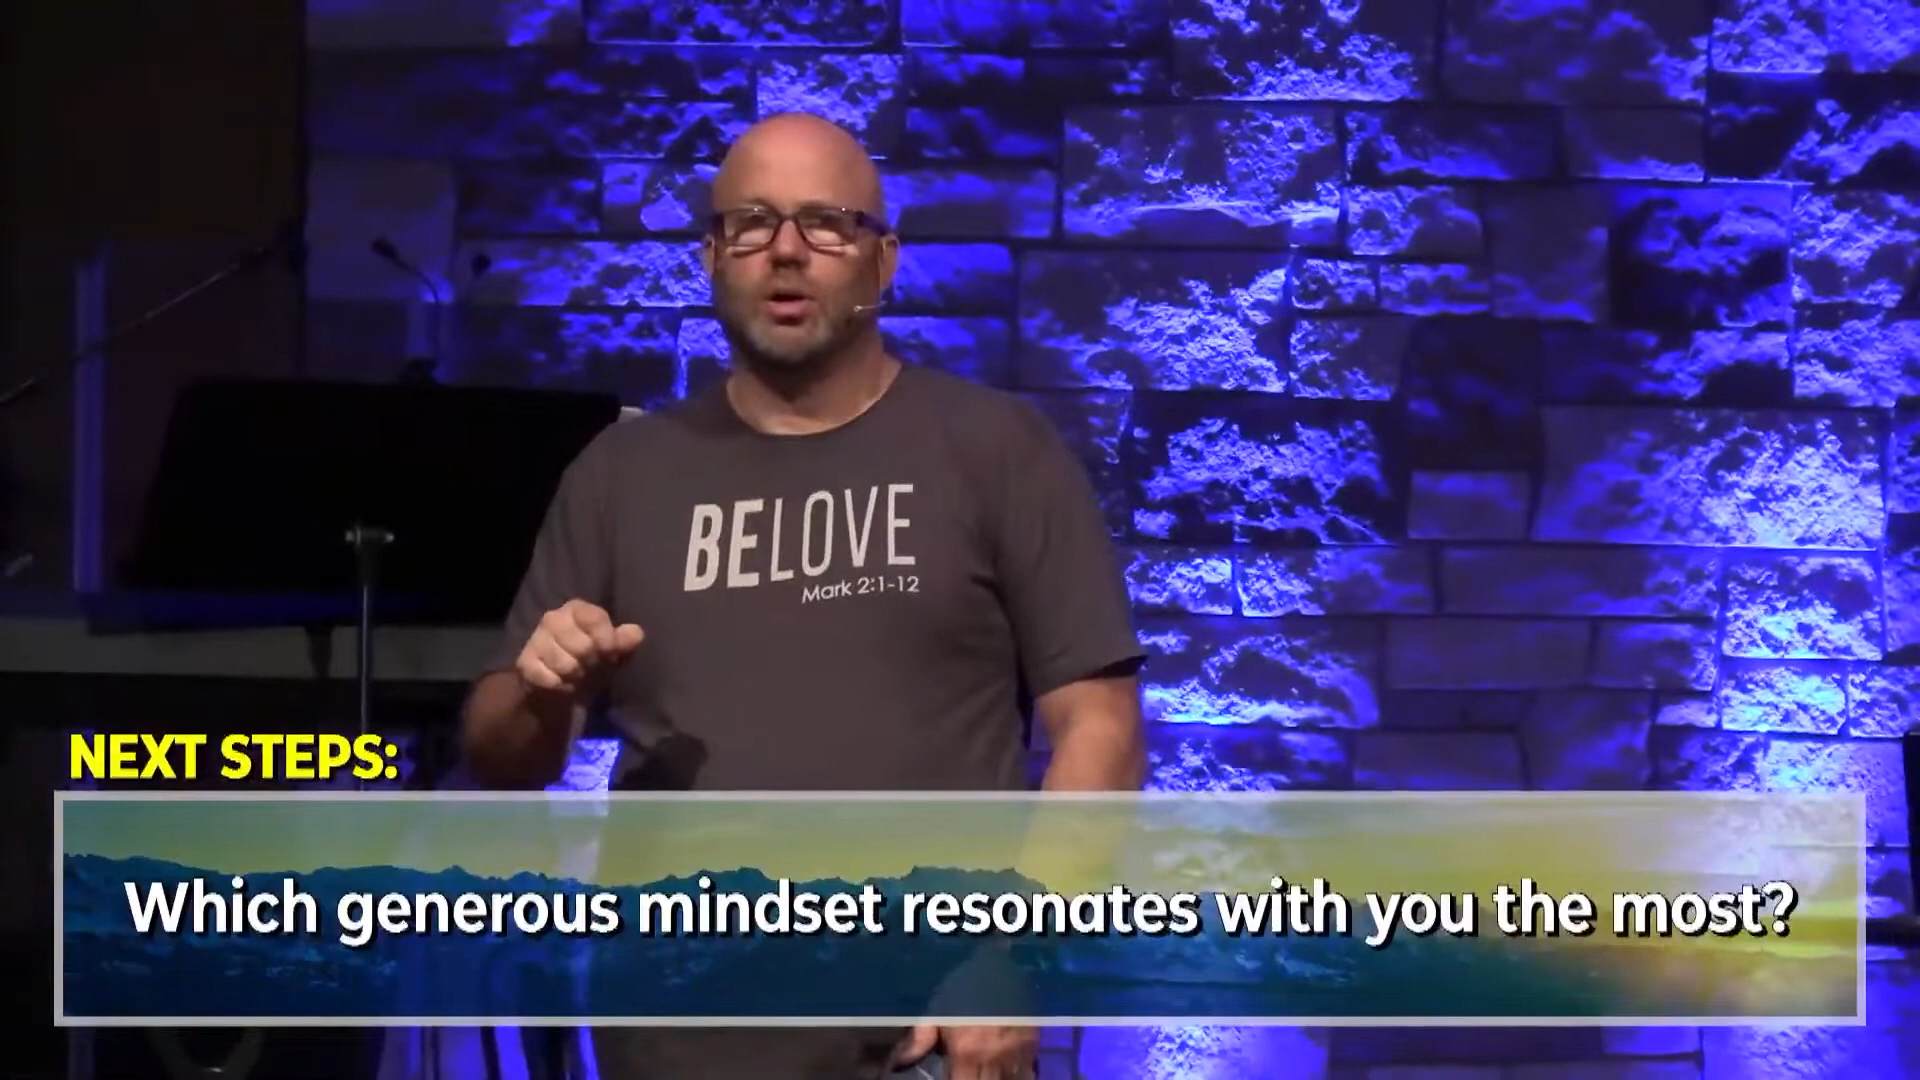 BELOVE
Mark 2:1-12
NEXT STEPS:
Which generous mindset resonates with you the most?